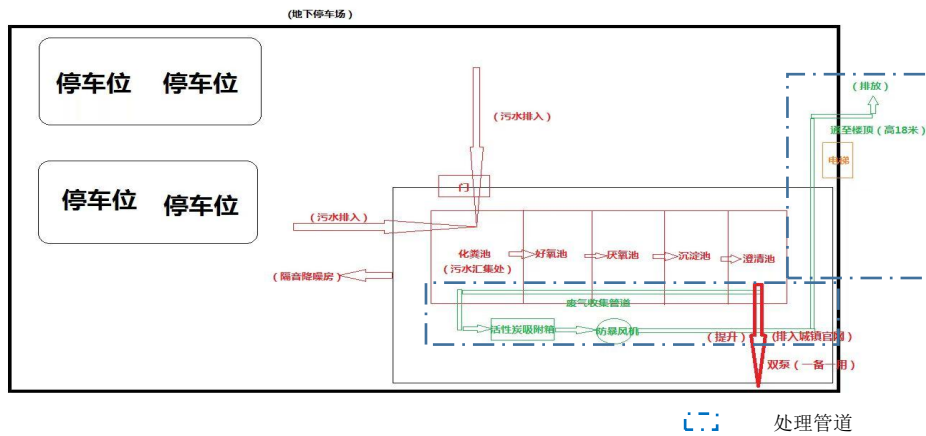 (地下停车场)
停车位 停车位
(排放)
(污水排入)
通至楼顶(高18米)
电梯
门
停车位 停车位
(污水排入)
化粪池 好氧池 厌氧池 沉淀池 澄清池
(污水汇集处)
(隔音降噪房)
废气收集管道
活性炭吸附箱 防暴风机
(提升) (排入城镇官网)
双泵(一备一用)
处理管道